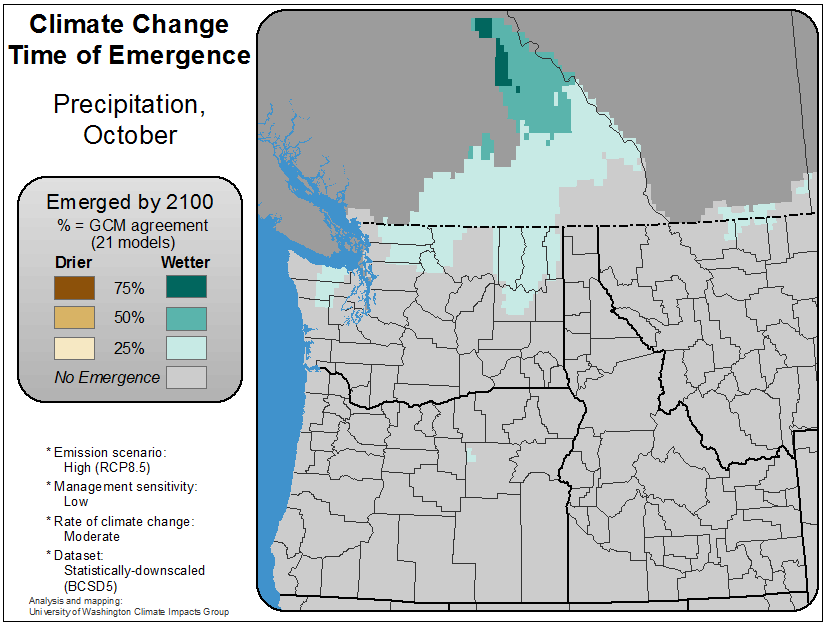 Climate Change
Time of Emergence
Precipitation,
October
Emerged by 2100
% = GCM agreement
(21 models)
Drier Wetter
75%
50%
25%
No Emergence
* Emission scenario:
High (RCP8.5)
* Management sensitivity:
Low
* Rate of climate change:
Moderate
* Dataset:
Statistically-downscaled
(BCSD5)
Analysis and mapping:
University of Washington Climate Impacts Group